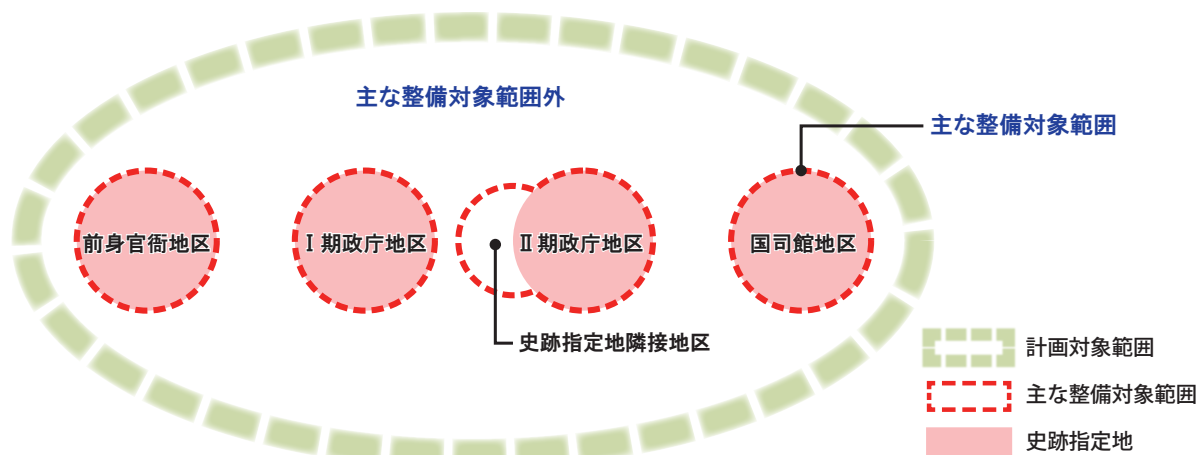 主な整備対象範囲外
主な整備対象範囲
前身官衙地区
Ⅰ期政庁地区
Ⅱ期政庁地区
国司館地区
史跡指定地隣接地区
計画対象範囲
主な整備対象範囲
史跡指定地